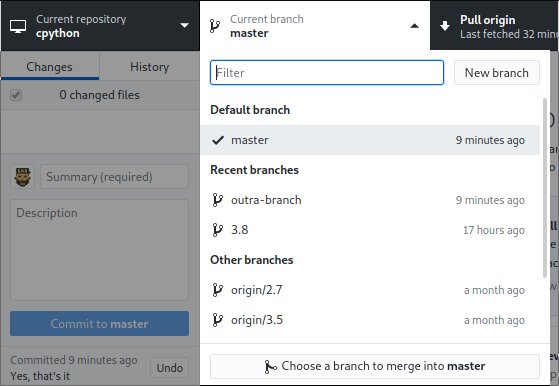 Current repository
cpython
Current branch
master
Pull origin
Last fetched 32 minu
Changes
History
0 changed files
Filter
New branch
Default branch
master
9 minutes ago
Recent branches
outra-branch
9 minutes ago
3.8
17 hours ago
Other branches
origin/2.7
a month ago
origin/3.5
a month ago
Choose a branch to merge into master
Summary (required)
Description
Commit to master
Committed 9 minutes ago
Yes, that's it
Undo